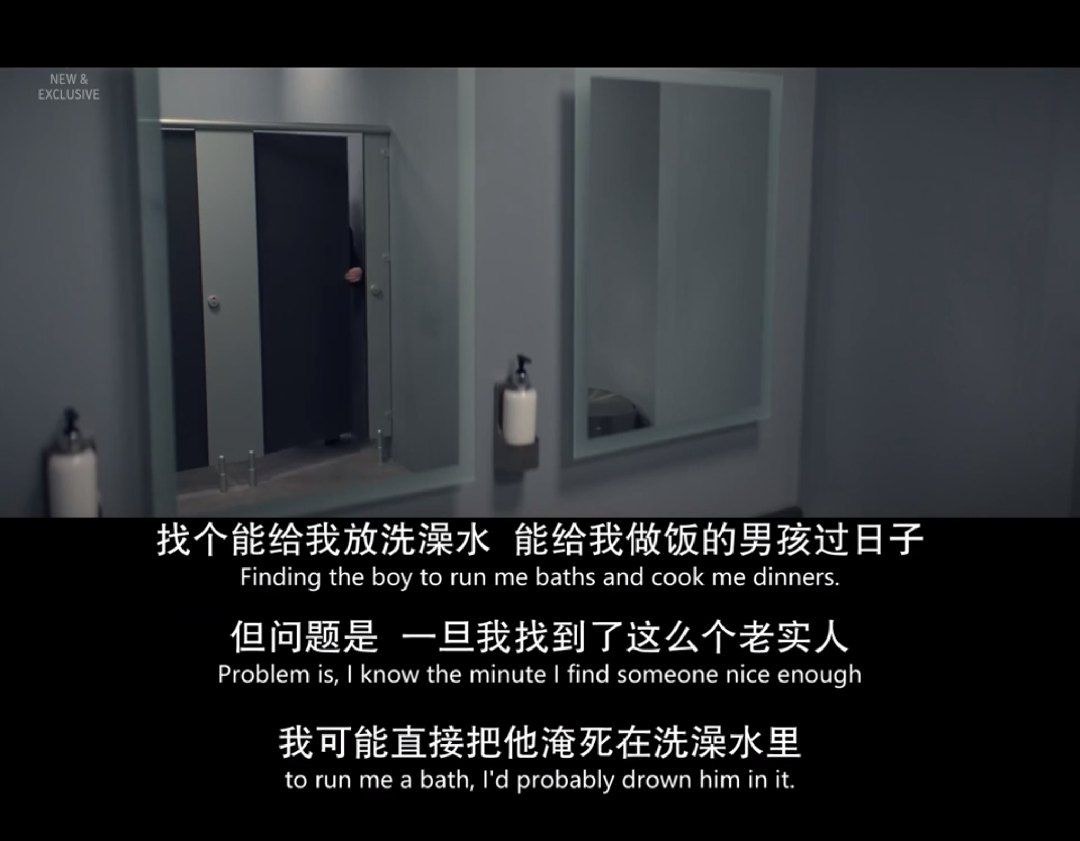 NEW &
EXCLUSIVE
找个能给我放洗澡水 能给我做饭的男孩过日子
Finding the boy to run me baths and cook me dinners.
但问题是 一旦我找到了这么个老实人
Problem is, I know the minute I find someone nice enough
我可能直接把他淹死在洗澡水里
to run me a bath, I'd probably drown him in it.